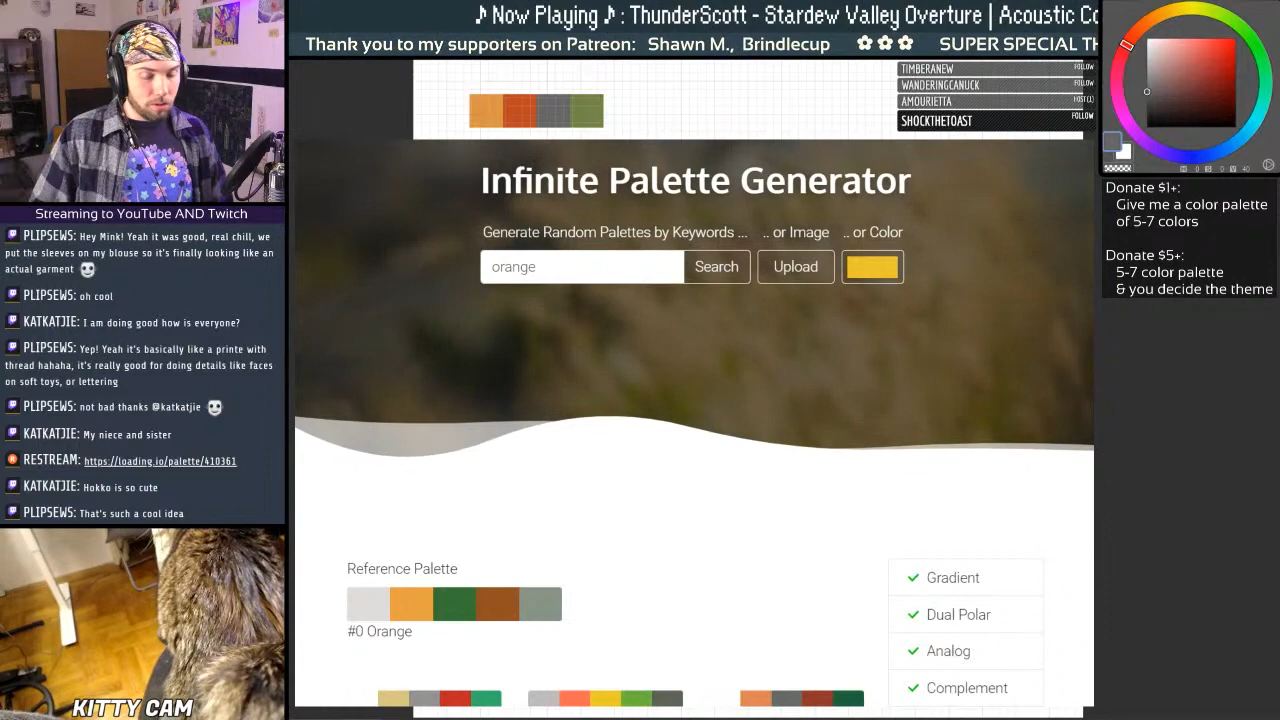 ♪ Now Playing ♪ : ThunderScott - Stardew Valley Overture | Acoustic Co
Thank you to my supporters on Patreon: Shawn M., Brindlecup ✿ ✿ ✿ SUPER SPECIAL TH
TIMBERANEW FOLLOW
WANDERINGCANUCK FOLLOW
AMOURIETTA HOST(1)
SHOCKTHETOAST FOLLOW
Donate $1+:
Give me a color palette
of 5-7 colors
Donate $5+:
5-7 color palette
& you decide the theme
Streaming to YouTube AND Twitch
PLIPSEWS: Hey Mink! Yeah it was good, real chill, we
put the sleeves on my blouse so it's finally looking like an
actual garment
PLIPSEWS: oh cool
KATKATJIE: I am doing good how is everyone?
PLIPSEWS: Yep! Yeah it's basically like a printe with
thread hahaha, it's really good for doing details like faces
on soft toys, or lettering
PLIPSEWS: not bad thanks @katkatjie
KATKATJIE: My niece and sister
RESTREAM: https://loading.io/palette/410361
KATKATJIE: Hokko is so cute
PLIPSEWS: That's such a cool idea
KITTY CAM
Infinite Palette Generator
Generate Random Palettes by Keywords ... .. or Image .. or Color
orange Search Upload
Reference Palette
#0 Orange
Gradient
Dual Polar
Analog
Complement